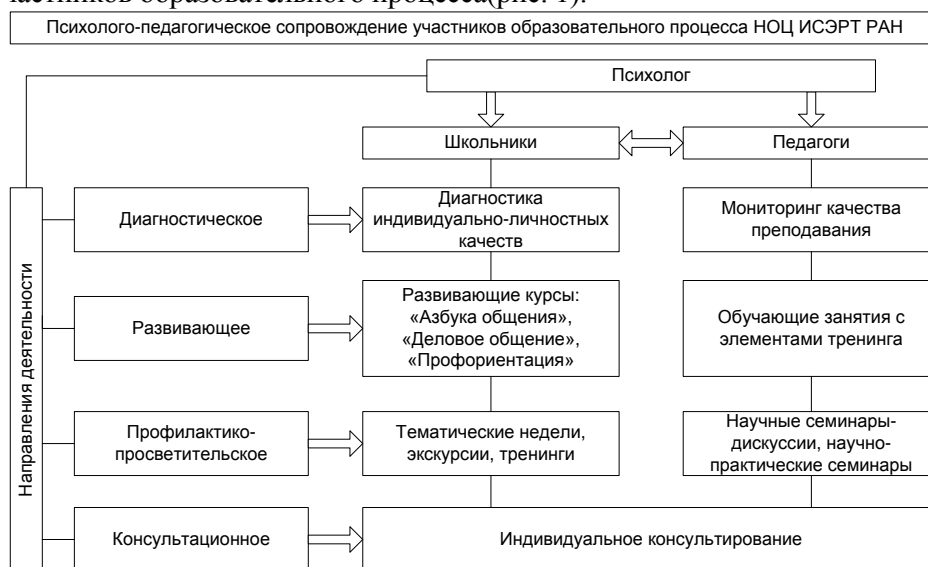 частников образовательного процесса(рис. 1).
Психолого-педагогическое сопровождение участников образовательного процесса НОЦ ИСЭРТ РАН
Психолог
Школьники
Педагоги
Направления деятельности
Диагностическое
Диагностика
индивидуально-личностных
качеств
Мониторинг качества
преподавания
Развивающее
Развивающие курсы:
«Азбука общения»,
«Деловое общение»,
«Профориентация»
Обучающие занятия с
элементами тренинга
Профилактико-
просветительское
Тематические недели,
экскурсии, тренинги
Научные семинары-
дискуссии, научно-
практические семинары
Консультационное
Индивидуальное консультирование